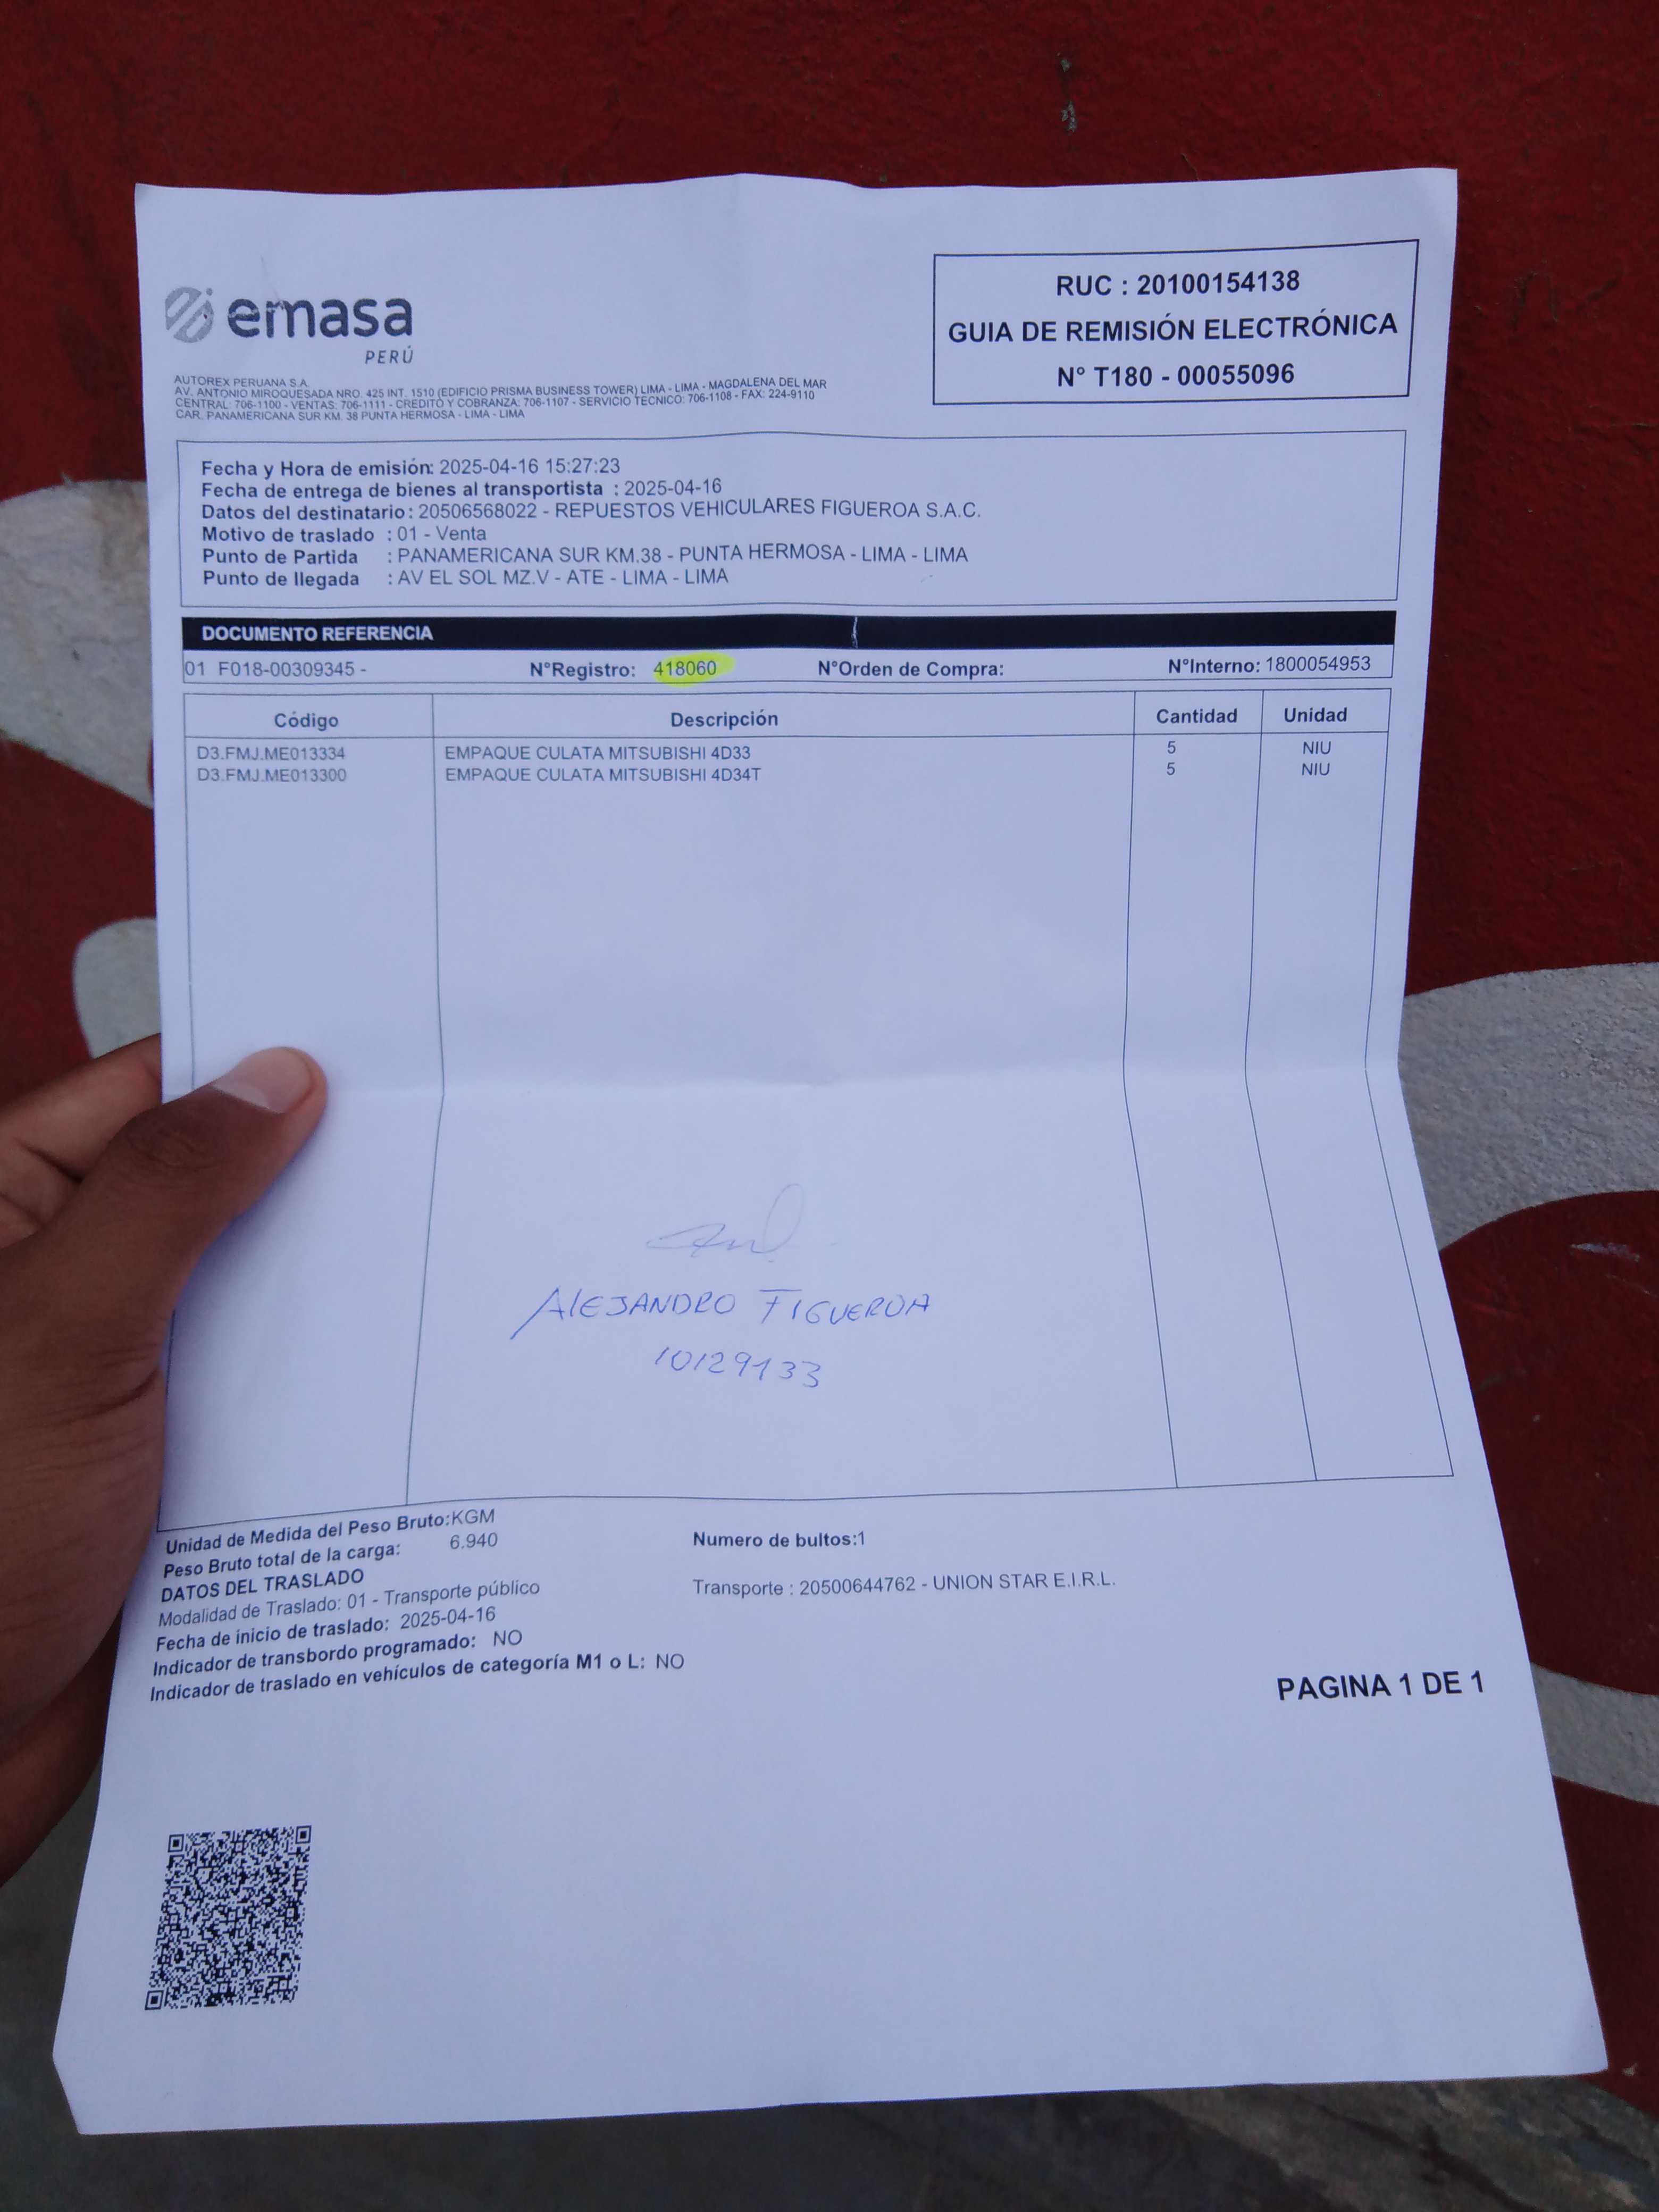 emasa
PERÚ
RUC : 20100154138
GUIA DE REMISIÓN ELECTRÓNICA
N° T180 - 00055096
AUTOREX PERUANA S.A.
AV. ANTONIO MIROQUESADA NRO. 425 INT. 1510 (EDIFICIO PRISMA BUSINESS TOWER) LIMA - LIMA - MAGDALENA DEL MAR
CENTRAL: 706-1100 - VENTAS: 706-1111 - CREDITO Y COBRANZA: 706-1107 - SERVICIO TECNICO: 706-1108 - FAX: 224-9110
CAR. PANAMERICANA SUR KM. 38 PUNTA HERMOSA - LIMA - LIMA
Fecha y Hora de emisión: 2025-04-16 15:27:23
Fecha de entrega de bienes al transportista : 2025-04-16
Datos del destinatario : 20506568022 - REPUESTOS VEHICULARES FIGUEROA S.A.C.
Motivo de traslado : 01 - Venta
Punto de Partida : PANAMERICANA SUR KM.38 - PUNTA HERMOSA - LIMA - LIMA
Punto de llegada : AV EL SOL MZ.V - ATE - LIMA - LIMA
DOCUMENTO REFERENCIA
01 F018-00309345 - N°Registro: 418060 N°Orden de Compra: N°Interno: 1800054953
Código Descripción Cantidad Unidad
D3.FMJ.ME013334 EMPAQUE CULATA MITSUBISHI 4D33 5 NIU
D3.FMJ.ME013300 EMPAQUE CULATA MITSUBISHI 4D34T 5 NIU
ALEJANDRO FIGUEROA
10129133
Unidad de Medida del Peso Bruto:KGM
Peso Bruto total de la carga: 6.940 Numero de bultos:1
DATOS DEL TRASLADO
Modalidad de Traslado: 01 - Transporte público Transporte : 20500644762 - UNION STAR E.I.R.L.
Fecha de inicio de traslado: 2025-04-16
Indicador de transbordo programado: NO
Indicador de traslado en vehículos de categoría M1 o L: NO
PAGINA 1 DE 1